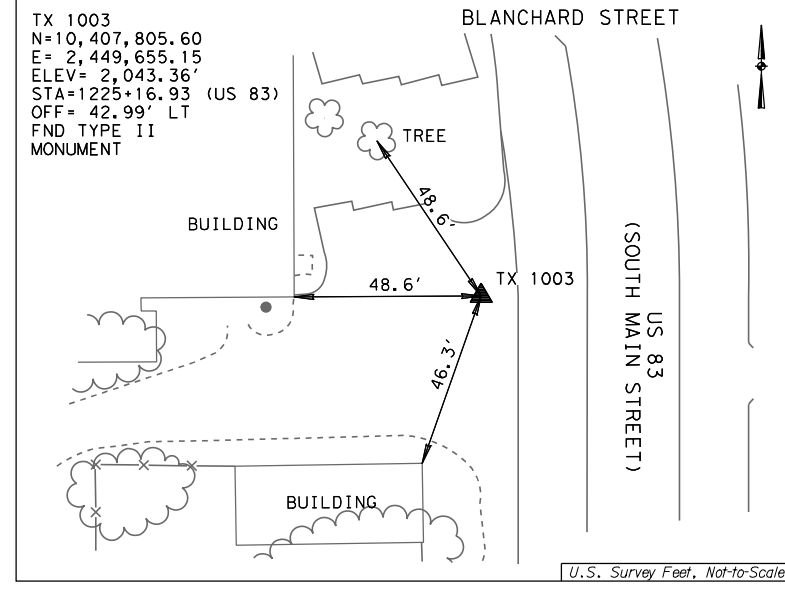 TX 1003
N=10,407,805.60
E= 2,449,655.15
ELEV= 2,043.36'
STA=1225+16.93 (US 83)
OFF= 42.99' LT
FND TYPE II
MONUMENT
BLANCHARD STREET
TREE
48.6'
BUILDING
TX 1003
48.6'
US 83
(SOUTH MAIN STREET)
46.3'
BUILDING
U.S. Survey Feet, Not-to-Scale